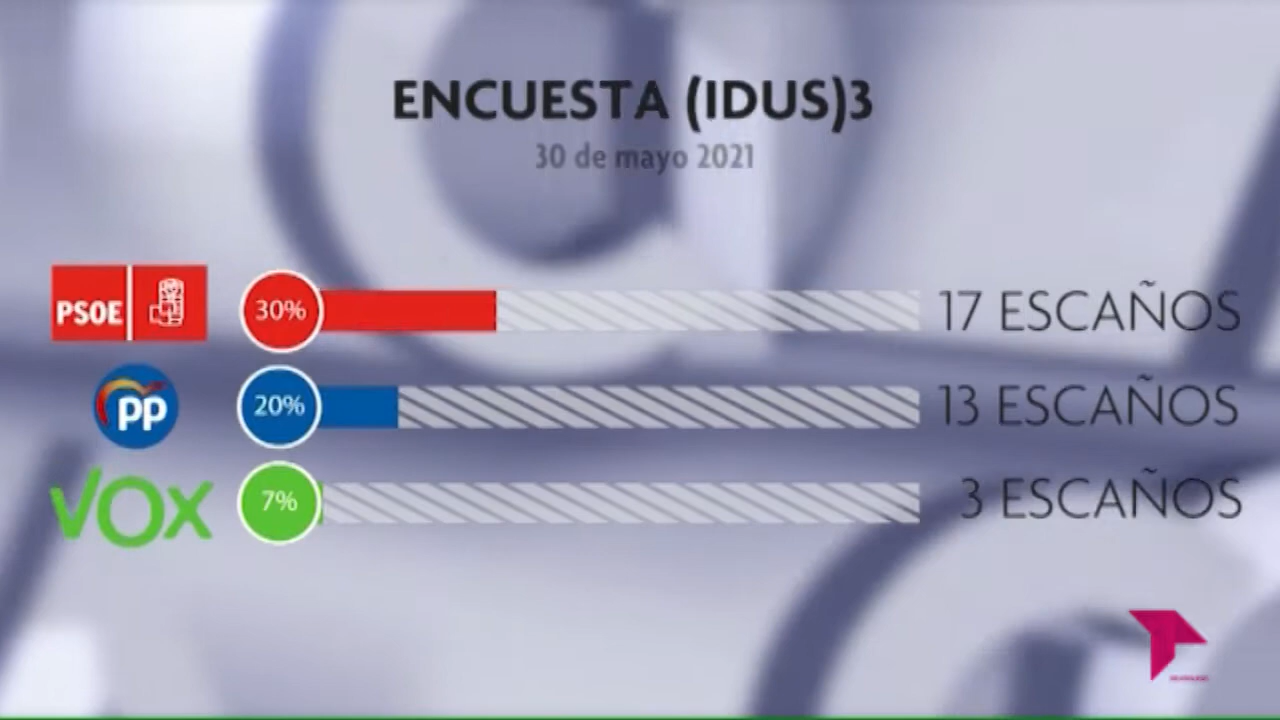 ENCUESTA (IDUS)3
30 de mayo 2021
PSOE 30% 17 ESCAÑOS
pp 20% 13 ESCAÑOS
VOX 7% 3 ESCAÑOS